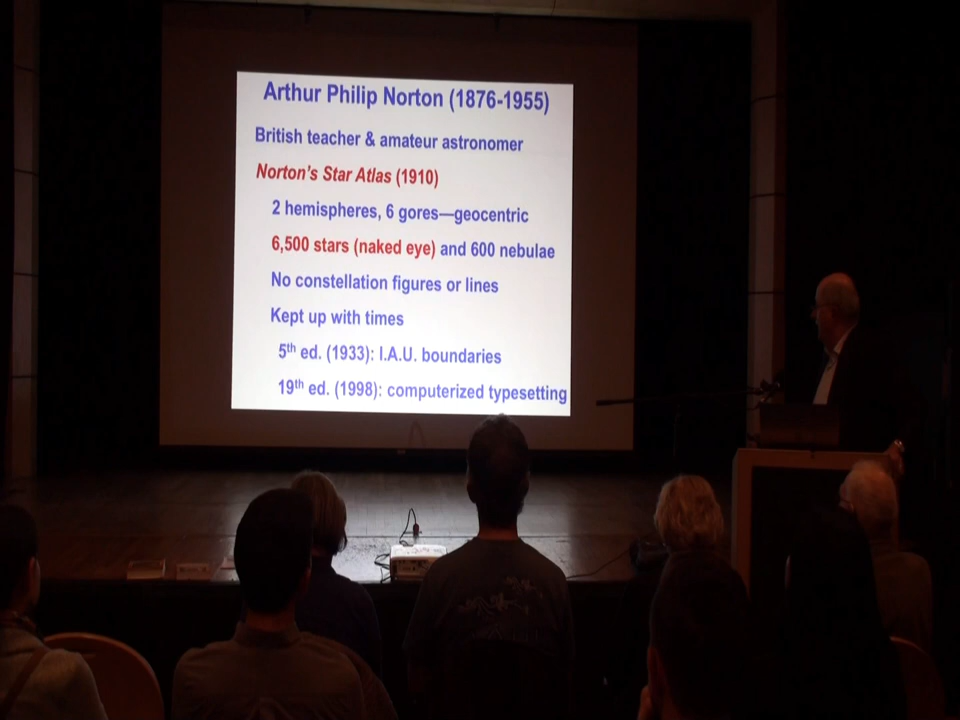 Arthur Philip Norton (1876-1955)
British teacher & amateur astronomer
Norton's Star Atlas (1910)
2 hemispheres, 6 gores—geocentric
6,500 stars (naked eye) and 600 nebulae
No constellation figures or lines
Kept up with times
5th ed. (1933): I.A.U. boundaries
19th ed. (1998): computerized typesetting